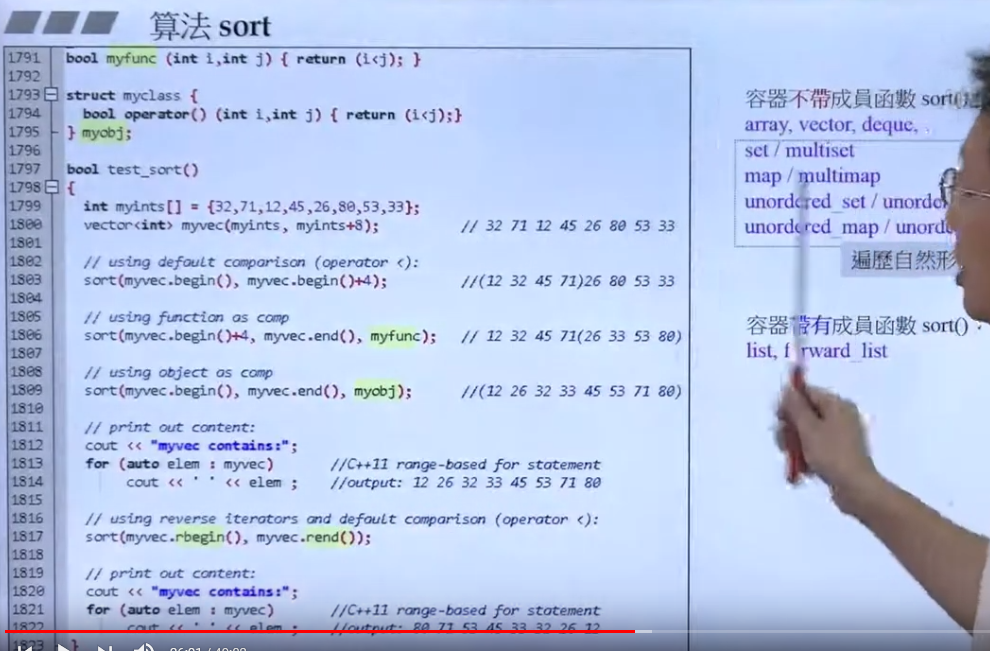 算法 sort
1791 bool myfunc (int i,int j) { return (i<j); }
1792
1793 struct myclass {
1794 bool operator() (int i,int j) { return (i<j);}
1795 } myobj;
1796
1797 bool test_sort()
1798 {
1799 int myints[] = {32,71,12,45,26,80,53,33};
1800 vector<int> myvec(myints, myints+8); // 32 71 12 45 26 80 53 33
1801
1802 // using default comparison (operator <):
1803 sort(myvec.begin(), myvec.begin()+4); //(12 32 45 71)26 80 53 33
1804
1805 // using function as comp
1806 sort(myvec.begin()+4, myvec.end(), myfunc); // 12 32 45 71(26 33 53 80)
1807
1808 // using object as comp
1809 sort(myvec.begin(), myvec.end(), myobj); //(12 26 32 33 45 53 71 80)
1810
1811 // print out content:
1812 cout << "myvec contains:";
1813 for (auto elem : myvec) //C++11 range-based for statement
1814 cout << ' ' << elem ; //output: 12 26 32 33 45 53 71 80
1815
1816 // using reverse iterators and default comparison (operator <):
1817 sort(myvec.rbegin(), myvec.rend());
1818
1819 // print out content:
1820 cout << "myvec contains:";
1821 for (auto elem : myvec) //C++11 range-based for statement
1822 cout << ' ' << elem ; //output: 80 71 53 45 33 32 26 12
1823 }
容器不帶成員函數 sort()
array, vector, deque,
set / multiset
map / multimap
unordered_set /
unordered_map /
遍歷自然形
容器帶有成員函數 sort()
list, forward_list